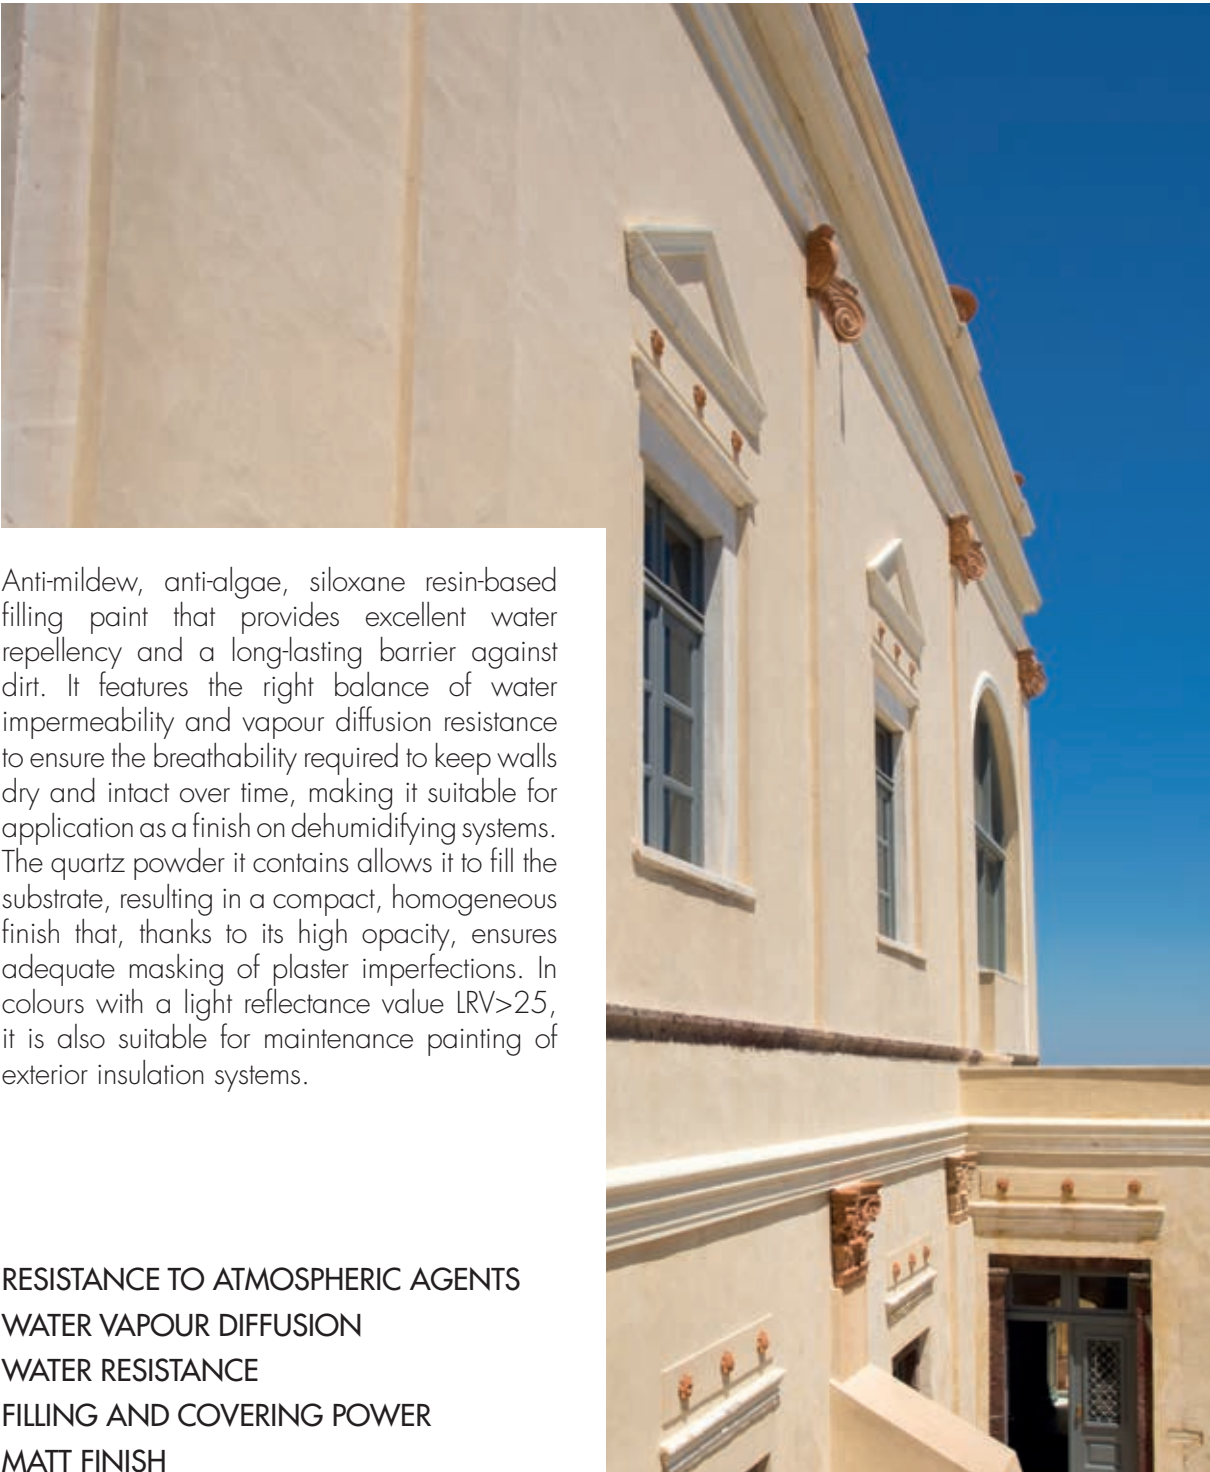 Anti-mildew, anti-algae, siloxane resin-based
filling paint that provides excellent water
repellency and a long-lasting barrier against
dirt. It features the right balance of water
impermeability and vapour diffusion resistance
to ensure the breathability required to keep walls
dry and intact over time, making it suitable for
application as a finish on dehumidifying systems.
The quartz powder it contains allows it to fill the
substrate, resulting in a compact, homogeneous
finish that, thanks to its high opacity, ensures
adequate masking of plaster imperfections. In
colours with a light reflectance value LRV>25,
it is also suitable for maintenance painting of
exterior insulation systems.
RESISTANCE TO ATMOSPHERIC AGENTS
WATER VAPOUR DIFFUSION
WATER RESISTANCE
FILLING AND COVERING POWER
MATT FINISH